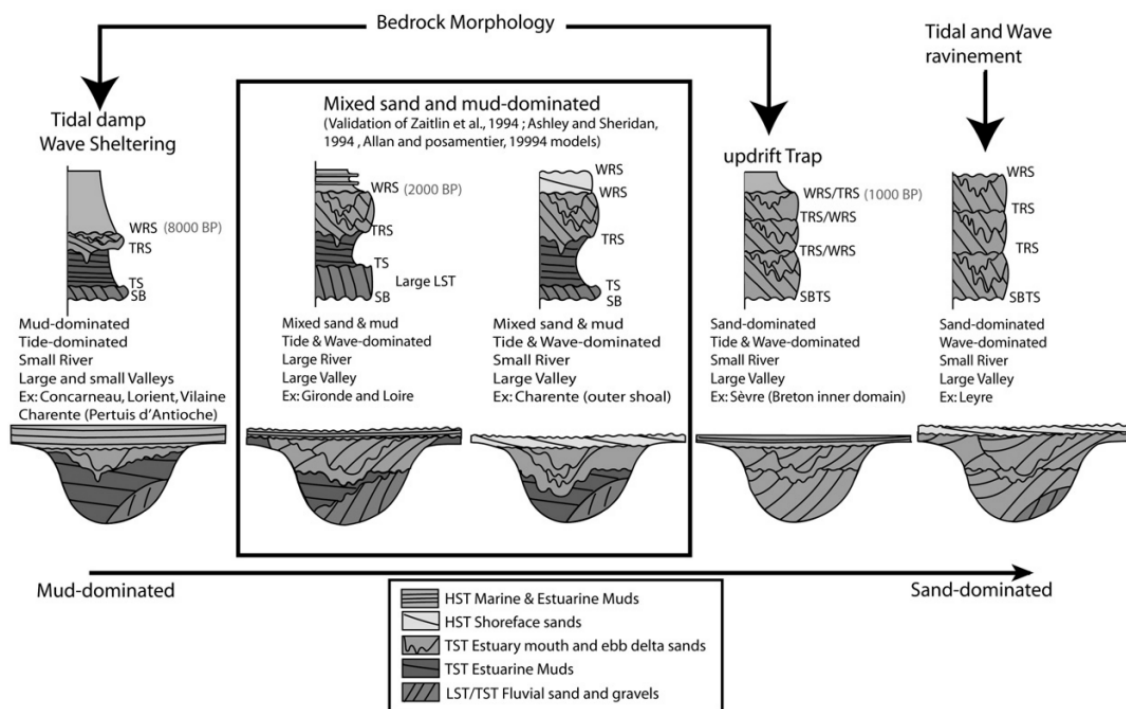 Bedrock Morphology
Tidal and Wave
ravinement
Tidal damp
Wave Sheltering
Mixed sand and mud-dominated
(Validation of Zaitlin et al., 1994 ; Ashley and Sheridan,
1994 , Allan and posamentier, 19994 models)
updrift Trap
WRS (8000 BP)
TRS
TS
SB
WRS (2000 BP)
TRS
TS
Large LST
SB
WRS
WRS
TRS
TS
SB
WRS/TRS (1000 BP)
TRS/WRS
TRS/WRS
SBTS
WRS
TRS
TRS
SBTS
Mud-dominated
Tide-dominated
Small River
Large and small Valleys
Ex: Concarneau, Lorient, Vilaine
Charente (Pertuis d'Antioche)
Mixed sand & mud
Tide & Wave-dominated
Large River
Large Valley
Ex: Gironde and Loire
Mixed sand & mud
Tide & Wave-dominated
Small River
Large Valley
Ex: Charente (outer shoal)
Sand-dominated
Tide & Wave-dominated
Small River
Large Valley
Ex: Sèvre (Breton inner domain)
Sand-dominated
Wave-dominated
Small River
Large Valley
Ex: Leyre
Mud-dominated
Sand-dominated
HST Marine & Estuarine Muds
HST Shoreface sands
TST Estuary mouth and ebb delta sands
TST Estuarine Muds
LST/TST Fluvial sand and gravels